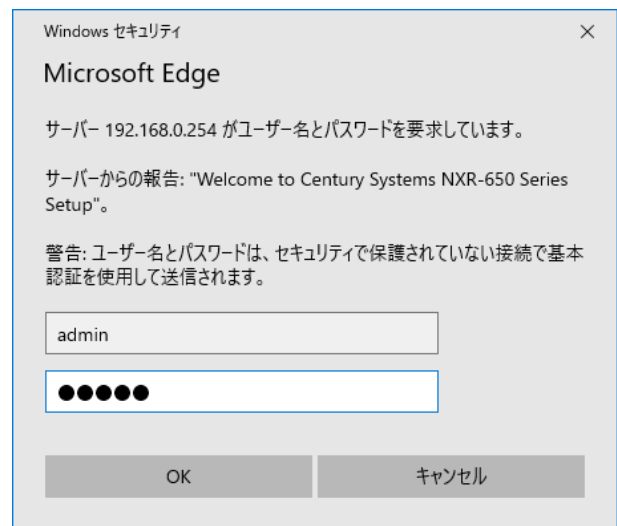 Windows セキュリティ
Microsoft Edge
サーバー 192.168.0.254 がユーザー名とパスワードを要求しています。
サーバーからの報告: "Welcome to Century Systems NXR-650 Series
Setup"。
警告: ユーザー名とパスワードは、セキュリティで保護されていない接続で基本
認証を使用して送信されます。
admin
●●●●●
OK
キャンセル